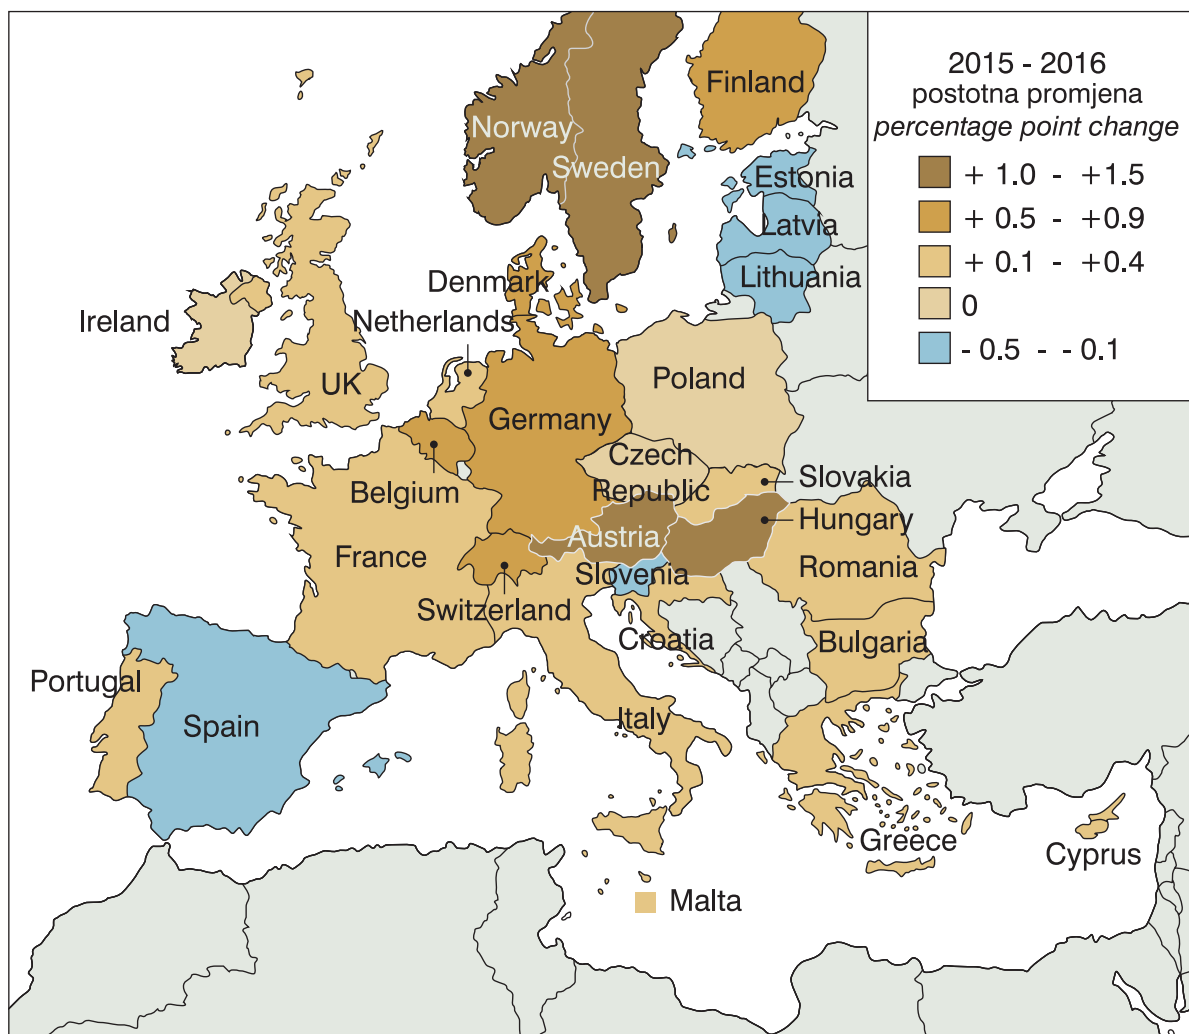 2015 - 2016
postotna promjena
percentage point change
+ 1.0 - +1.5
+ 0.5 - +0.9
+ 0.1 - +0.4
0
- 0.5 - - 0.1
Finland
Norway
Sweden
Estonia
Latvia
Lithuania
Denmark
Netherlands
Ireland
UK
Poland
Germany
Czech
Republic
Slovakia
Belgium
Hungary
Austria
France
Slovenia
Romania
Switzerland
Croatia
Bulgaria
Portugal
Spain
Italy
Greece
Cyprus
Malta